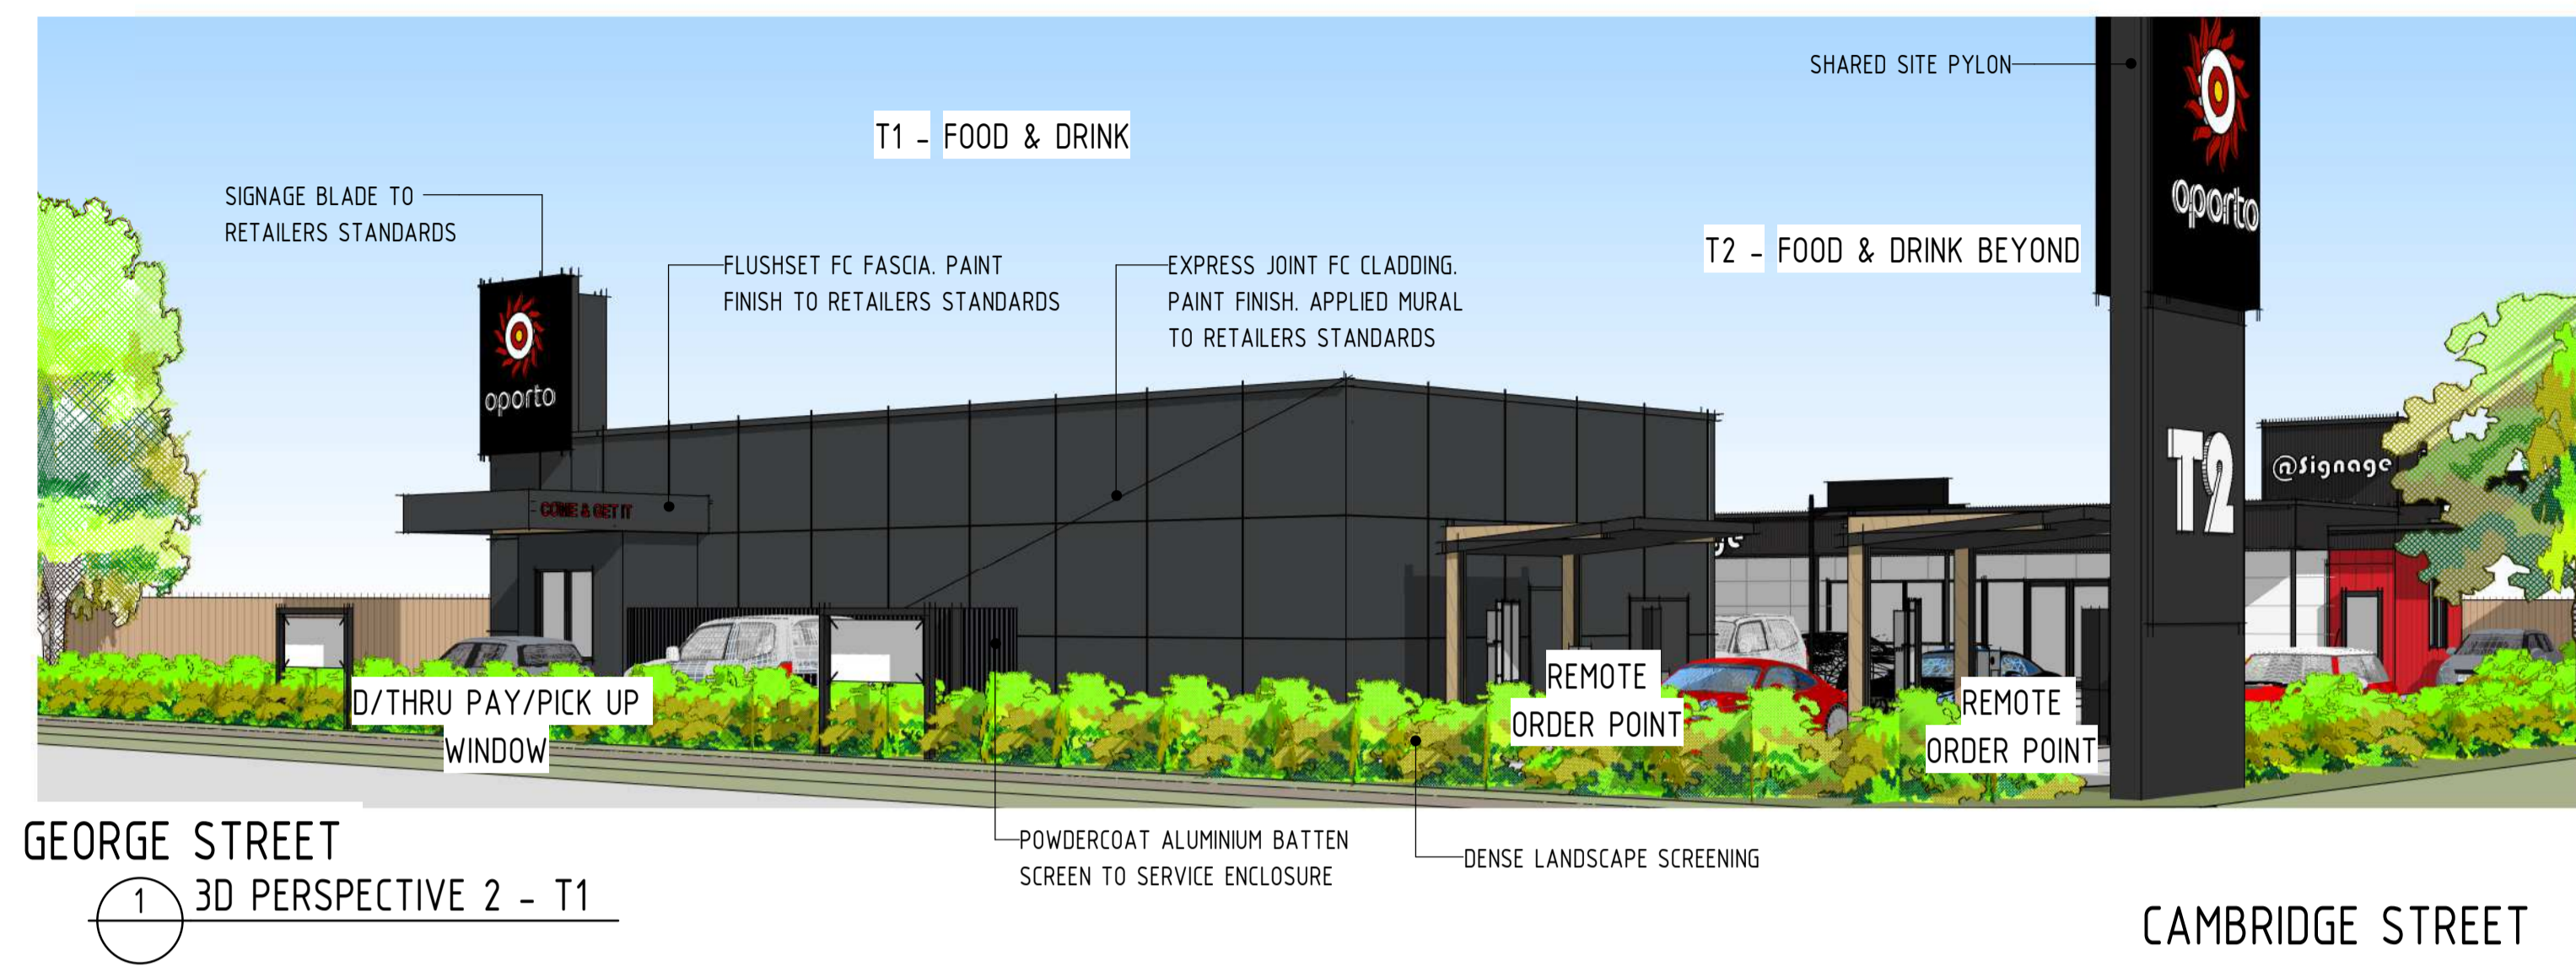 SHARED SITE PYLON
T1 - FOOD & DRINK
SIGNAGE BLADE TO
RETAILERS STANDARDS
oporto
T2 - FOOD & DRINK BEYOND
FLUSHSET FC FASCIA. PAINT
FINISH TO RETAILERS STANDARDS
EXPRESS JOINT FC CLADDING.
PAINT FINISH. APPLIED MURAL
TO RETAILERS STANDARDS
oporto
T2
@Signage
COME & GET IT
ge
D/THRU PAY/PICK UP
WINDOW
REMOTE
ORDER POINT
REMOTE
ORDER POINT
POWDERCOAT ALUMINIUM BATTEN
SCREEN TO SERVICE ENCLOSURE
DENSE LANDSCAPE SCREENING
GEORGE STREET
1 3D PERSPECTIVE 2 - T1
CAMBRIDGE STREET